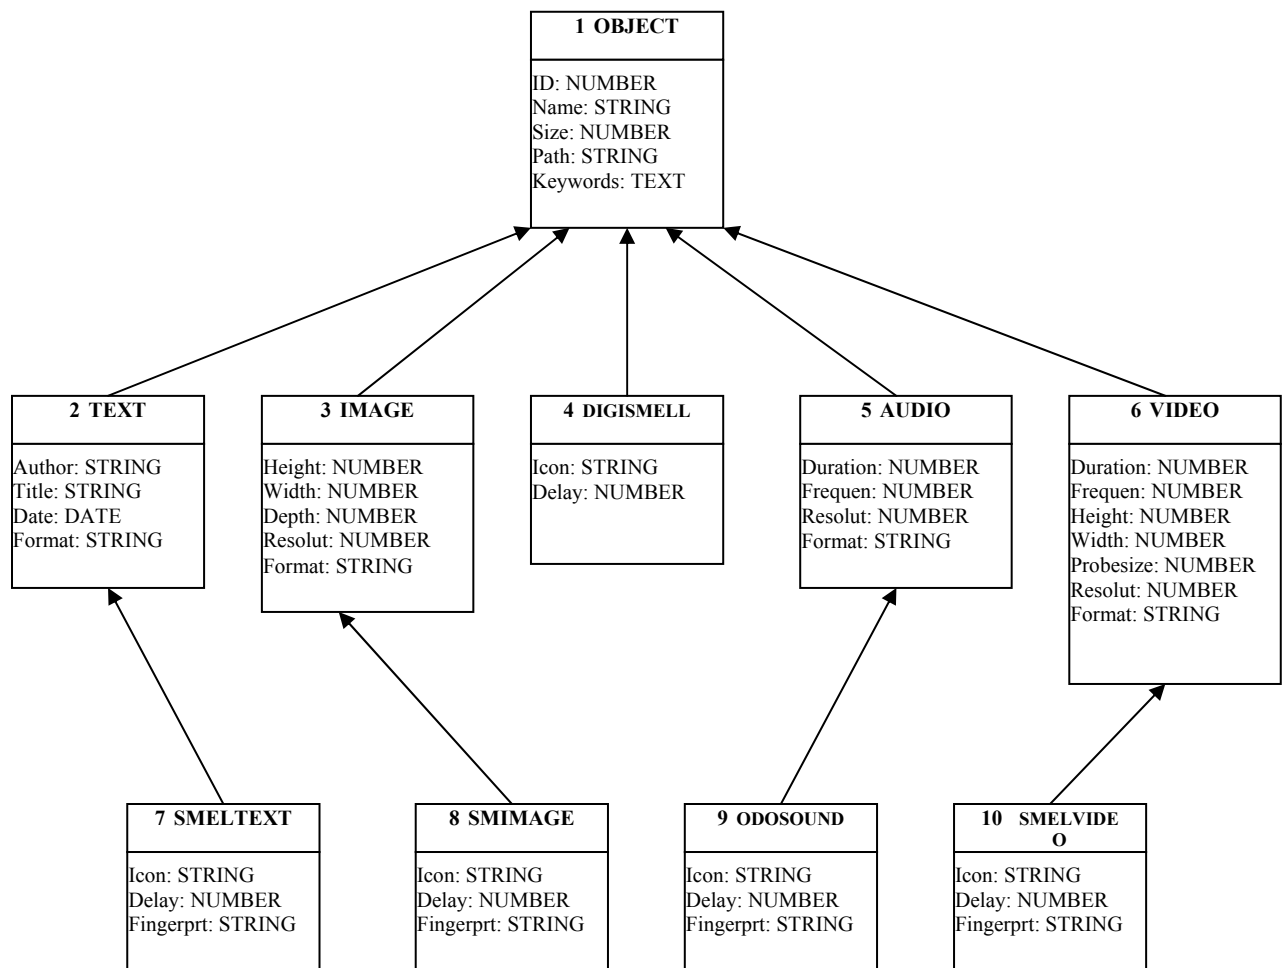 1 OBJECT
ID: NUMBER
Name: STRING
Size: NUMBER
Path: STRING
Keywords: TEXT
2 TEXT
Author: STRING
Title: STRING
Date: DATE
Format: STRING
3 IMAGE
Height: NUMBER
Width: NUMBER
Depth: NUMBER
Resolut: NUMBER
Format: STRING
4 DIGISMELL
Icon: STRING
Delay: NUMBER
5 AUDIO
Duration: NUMBER
Frequen: NUMBER
Resolut: NUMBER
Format: STRING
6 VIDEO
Duration: NUMBER
Frequen: NUMBER
Height: NUMBER
Width: NUMBER
Probesize: NUMBER
Resolut: NUMBER
Format: STRING
7 SMELTEXT
Icon: STRING
Delay: NUMBER
Fingerprt: STRING
8 SMIMAGE
Icon: STRING
Delay: NUMBER
Fingerprt: STRING
9 ODOSOUND
Icon: STRING
Delay: NUMBER
Fingerprt: STRING
10 SMELVIDE
O
Icon: STRING
Delay: NUMBER
Fingerprt: STRING